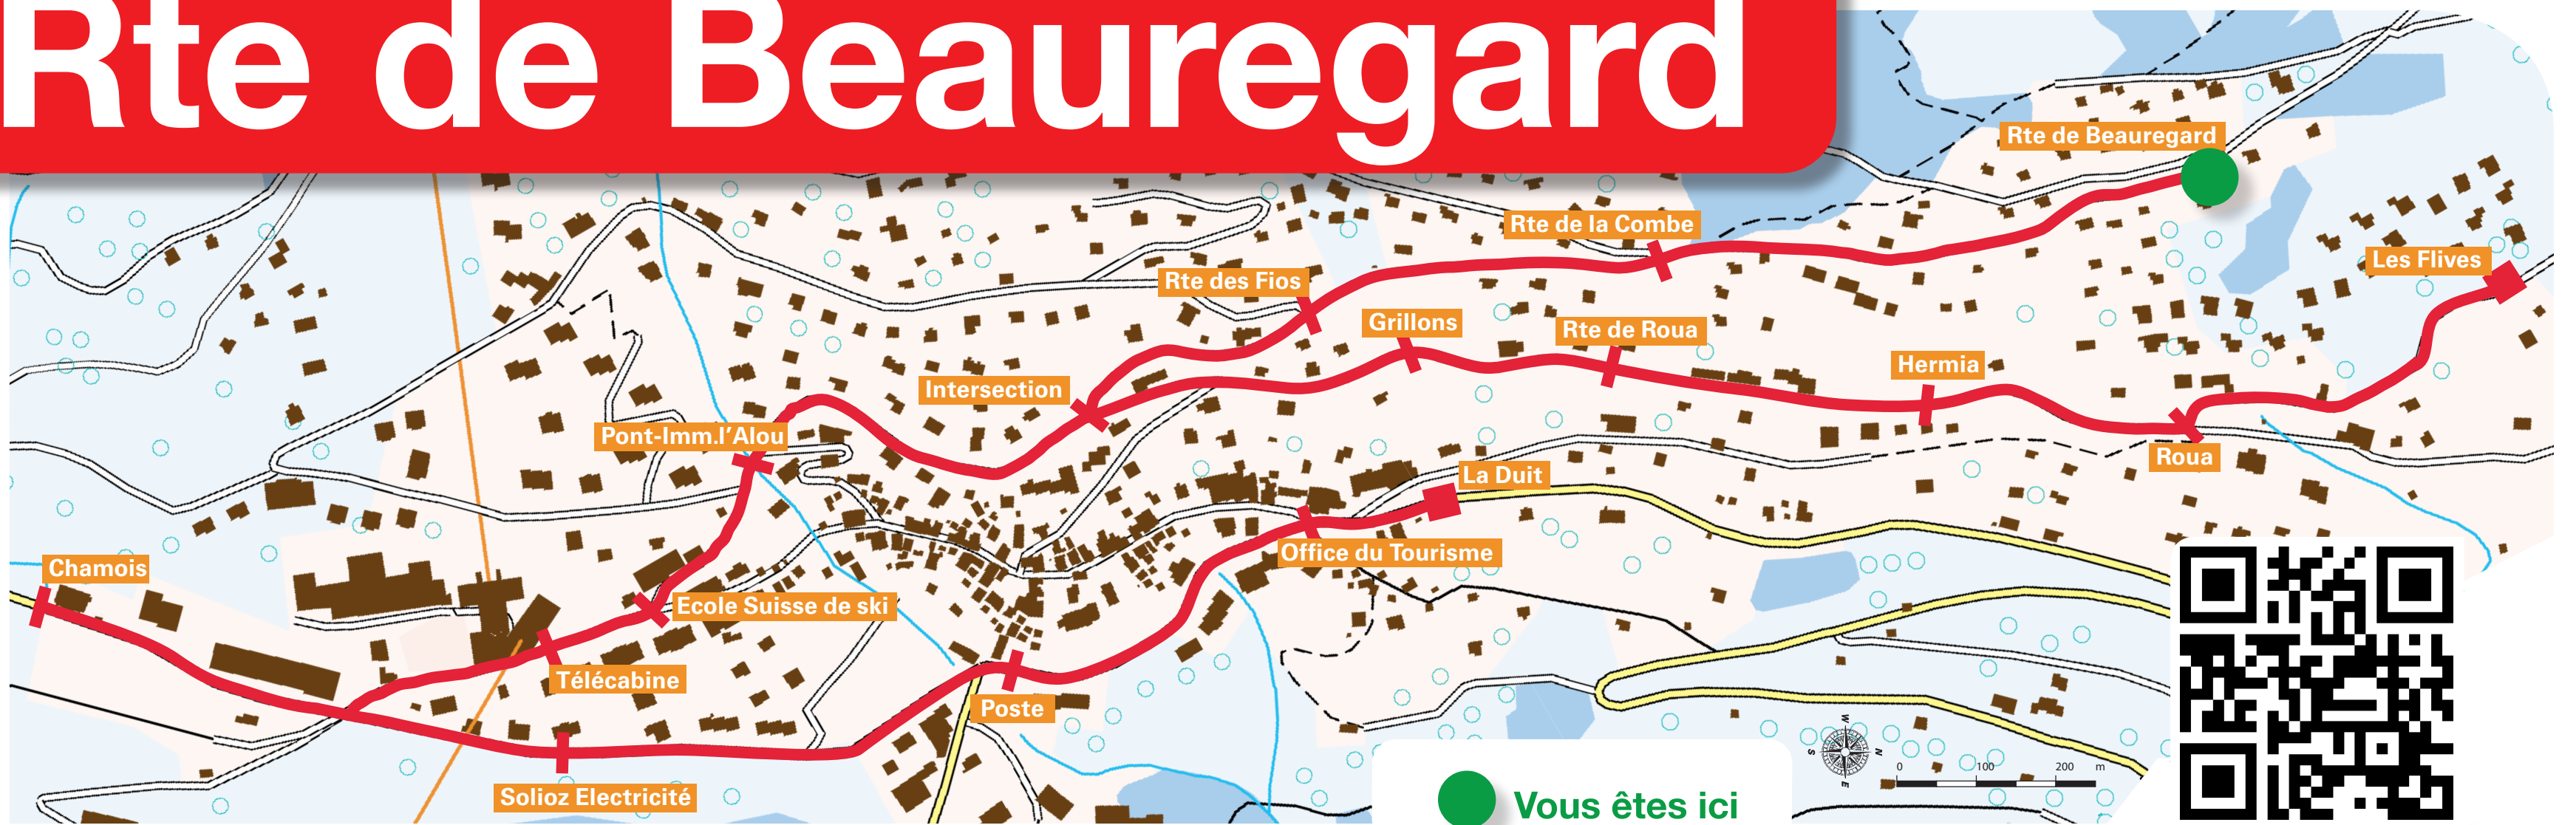 Rte de Beauregard
Rte de Beauregard
Rte de la Combe
Les Flives
Rte des Fios
Grillons
Rte de Roua
Hermia
Intersection
Pont-Imm.l'Alou
Roua
La Duit
Office du Tourisme
Chamois
Ecole Suisse de ski
Télécabine
Poste
Solioz Electricité
W
S
N
E
0 100 200 m
Vous êtes ici